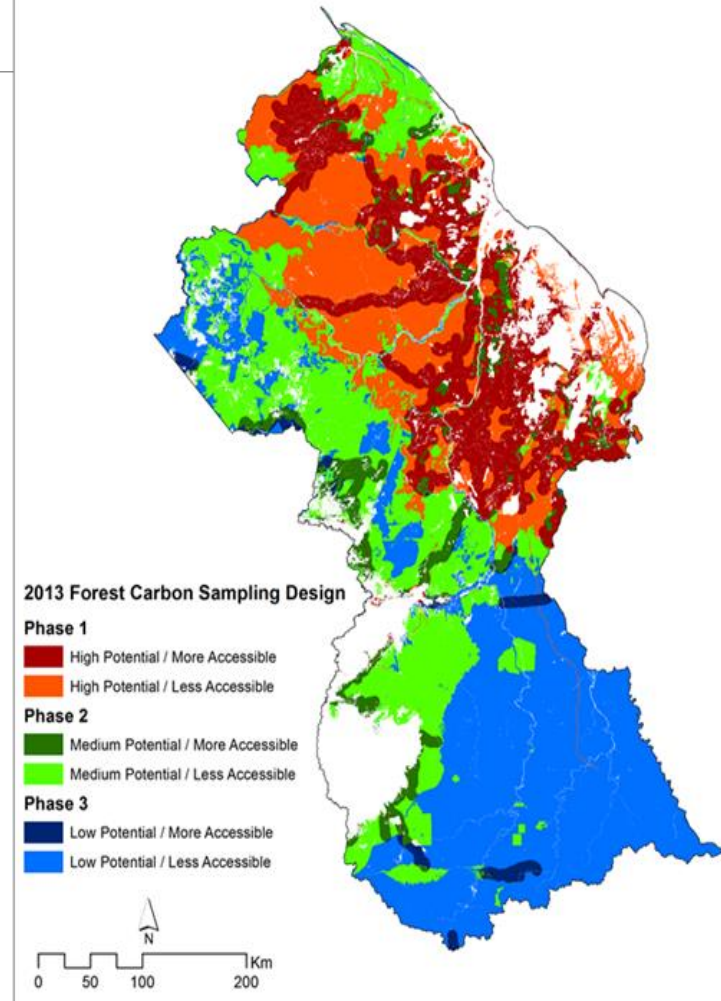 2013 Forest Carbon Sampling Design
Phase 1
High Potential / More Accessible
High Potential / Less Accessible
Phase 2
Medium Potential / More Accessible
Medium Potential / Less Accessible
Phase 3
Low Potential / More Accessible
Low Potential / Less Accessible
N
Km
0 50 100 200